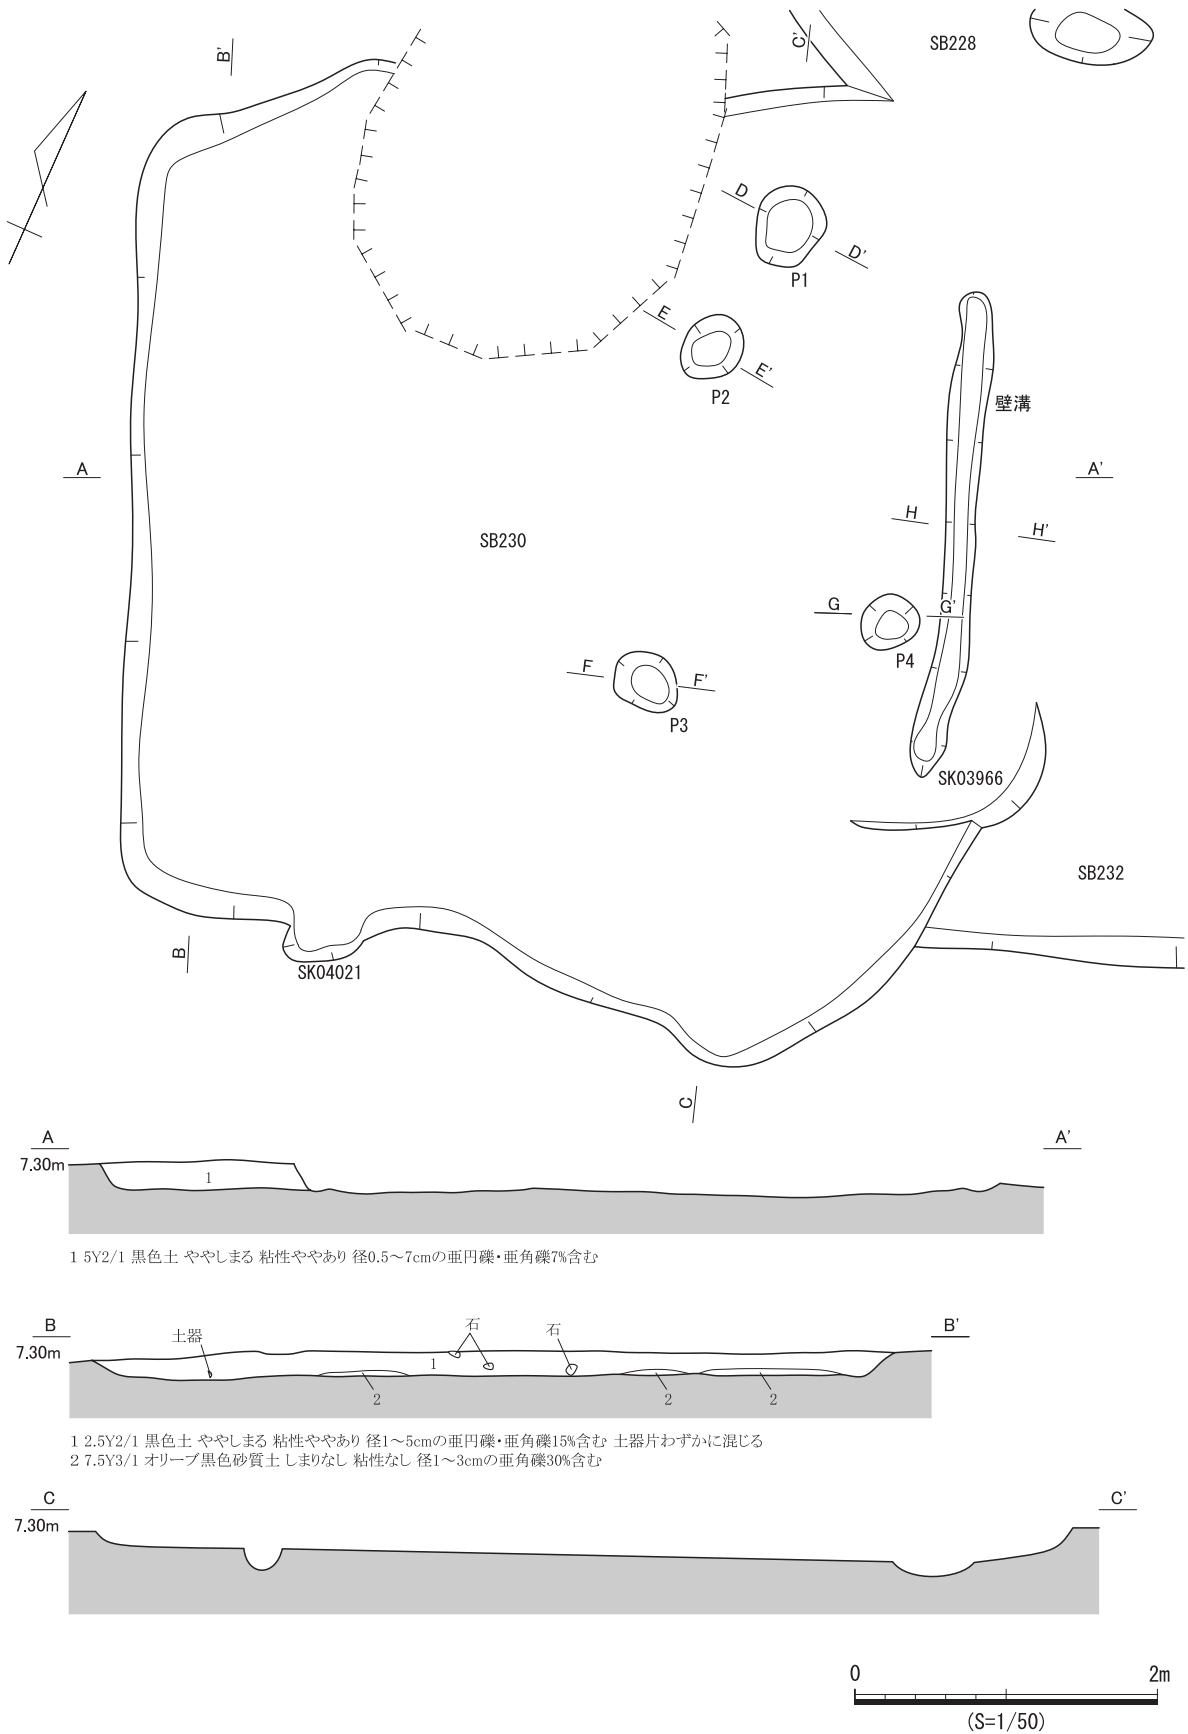 B'
C'
SB228
D
D'
P1
E
E'
P2
壁溝
A
A'
H
H'
SB230
G
G'
P4
F
F'
P3
SK03966
SB232
B
SK04021
C
A
A'
7.30m
1
1 5Y2/1 黒色土 ややしまる 粘性ややあり 径0.5～7cmの亜円礫・亜角礫7%含む
B
B'
7.30m
土器
石
石
1
2
2
2
1 2.5Y2/1 黒色土 ややしまる 粘性ややあり 径1～5cmの亜円礫・亜角礫15%含む 土器片わずかに混じる
2 7.5Y3/1 オリーブ黒色砂質土 しまりなし 粘性なし 径1～3cmの亜角礫30%含む
C
C'
7.30m
0
2m
(S=1/50)